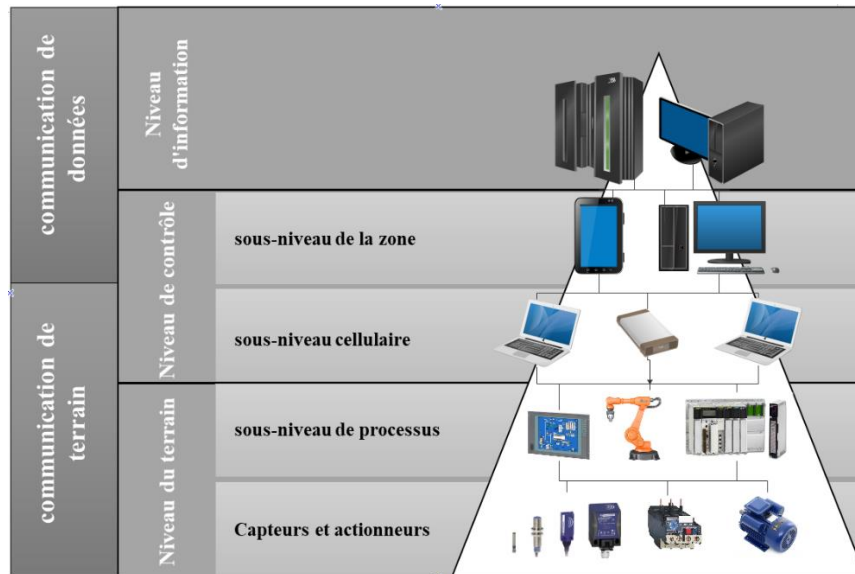 communication de
données
Niveau
d'information
Niveau de contrôle
sous-niveau de la zone
sous-niveau cellulaire
communication de
terrain
Niveau du terrain
sous-niveau de processus
Capteurs et actionneurs